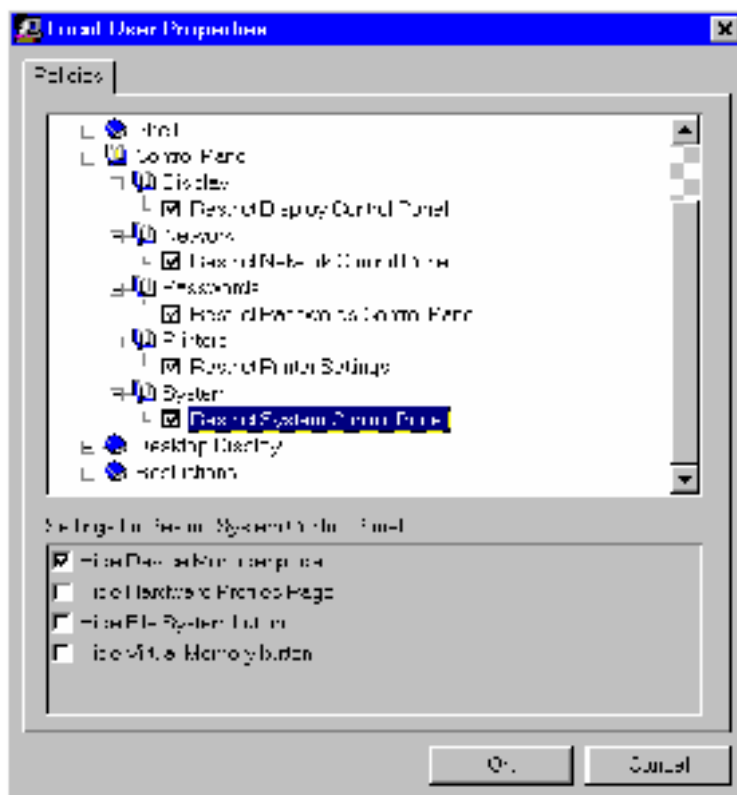 Local User Properties
Policies
Shell
Control Panel
Display
Restrict Display Control Panel
Network
Restrict Network Control Panel
Passwords
Restrict Passwords Control Panel
Printers
Restrict Printer Settings
System
Restrict System Control Panel
Desktop Display
Restrictions
Settings for Restrict System Control Panel
Hide Device Manager page
Hide Hardware Profiles Page
Hide File System button
Hide Virtual Memory button
OK
Cancel